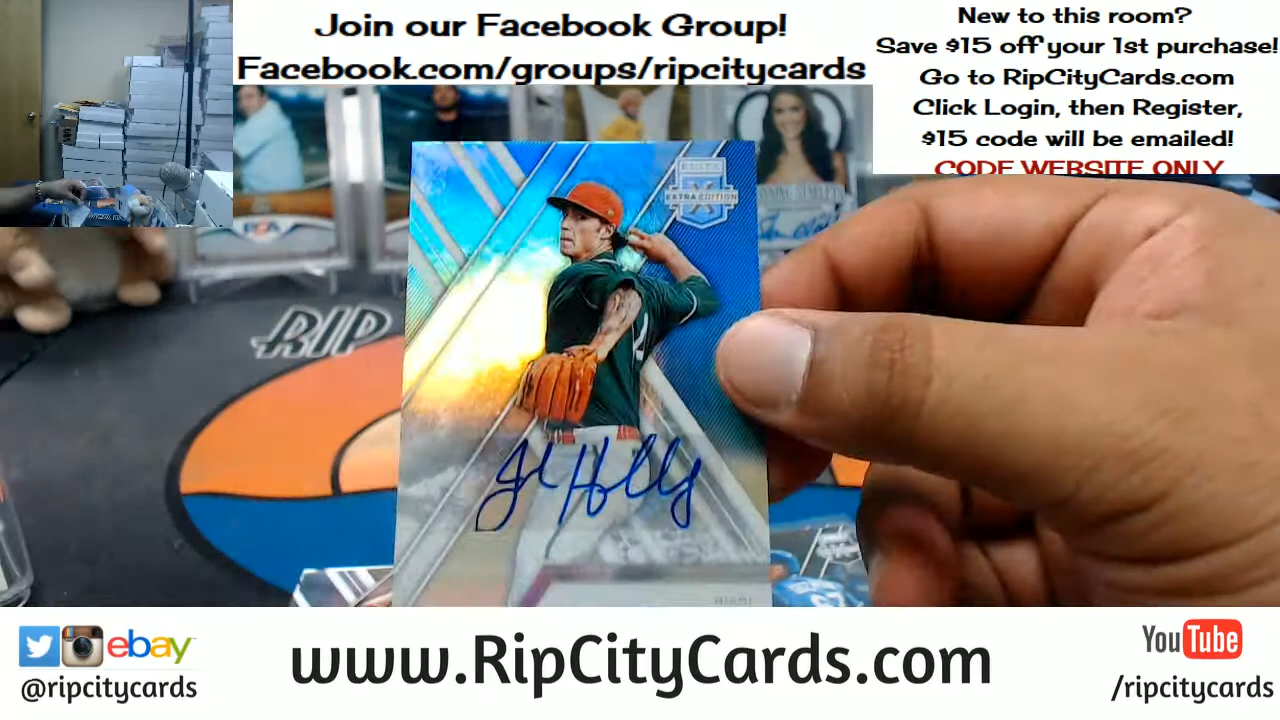 Join our Facebook Group!
Facebook.com/groups/ripcitycards
New to this room?
Save $15 off your 1st purchase!
Go to RipCityCards.com
Click Login, then Register,
$15 code will be emailed!
CODE WEBSITE ONLY
EXTRA EDITION
RIP
ebay
@ripcitycards
www.RipCityCards.com
YouTube
/ripcitycards